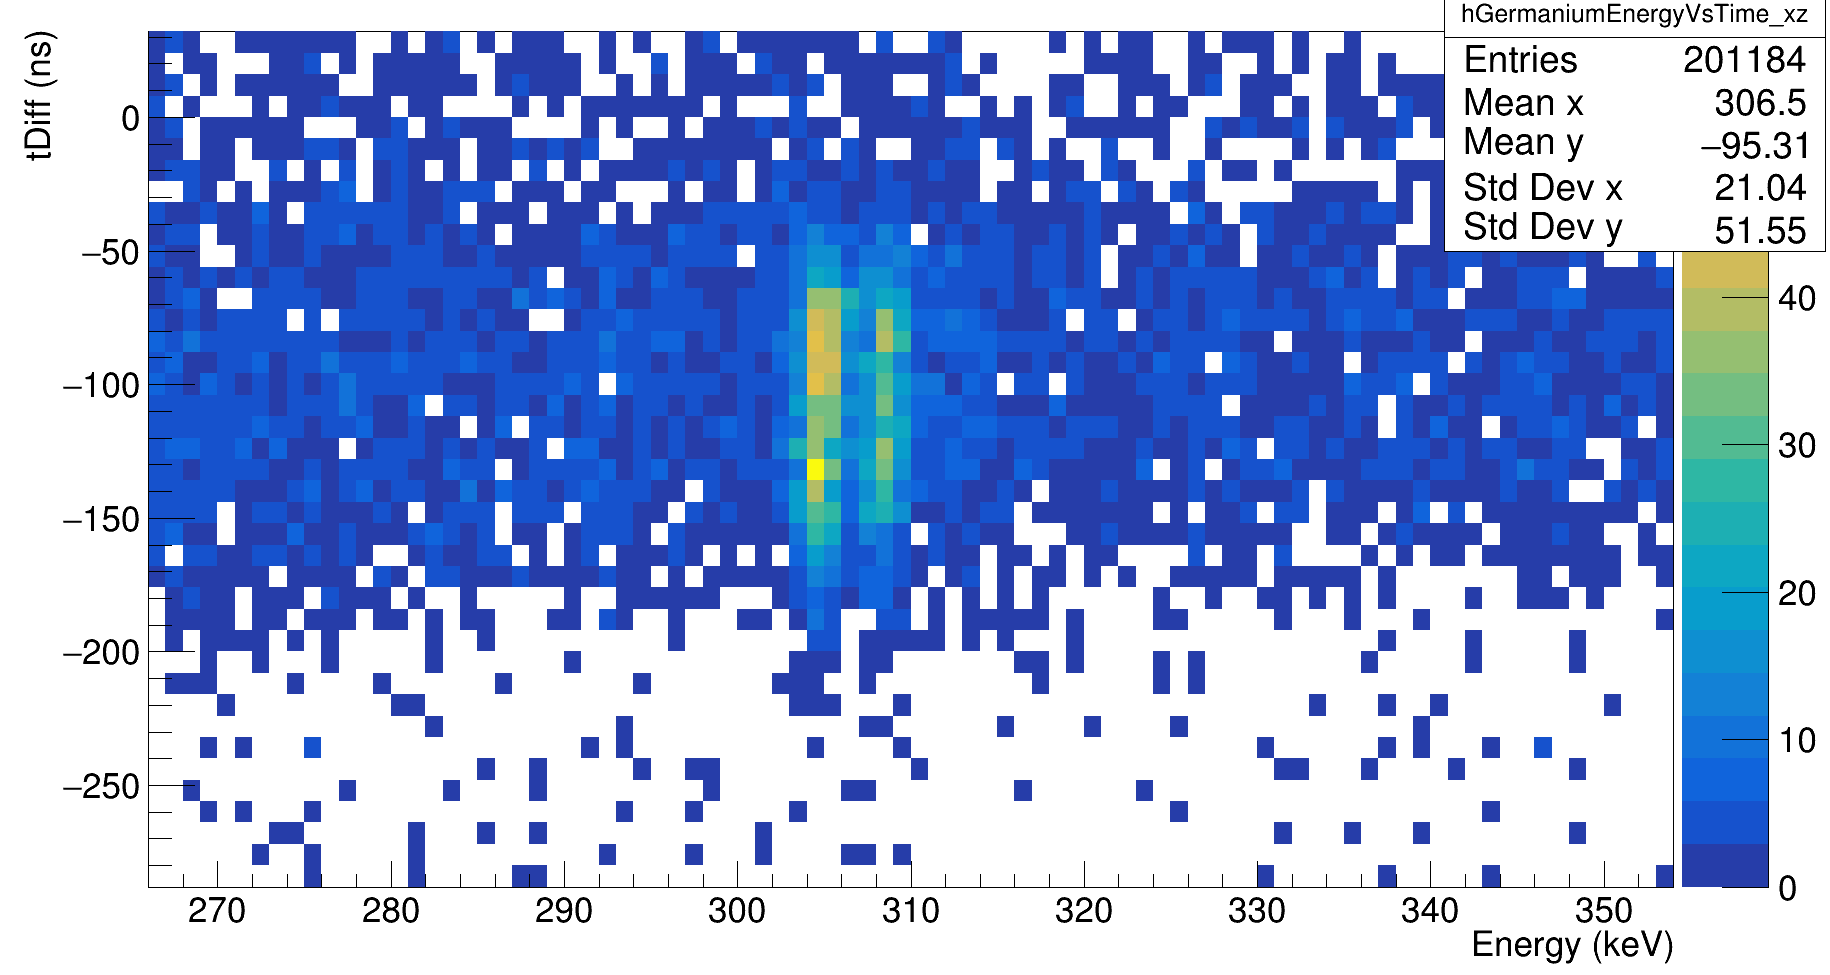 hGermaniumEnergyVsTime_xz
Entries 201184
Mean x 306.5
Mean y −95.31
Std Dev x 21.04
Std Dev y 51.55
tDiff (ns)
0
−50
−100
−150
−200
−250
40
30
20
10
0
270 280 290 300 310 320 330 340 350
Energy (keV)